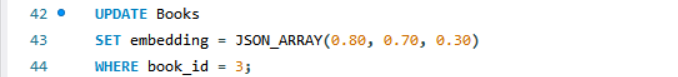 42 UPDATE Books
43 SET embedding = JSON_ARRAY(0.80, 0.70, 0.30)
44 WHERE book_id = 3;